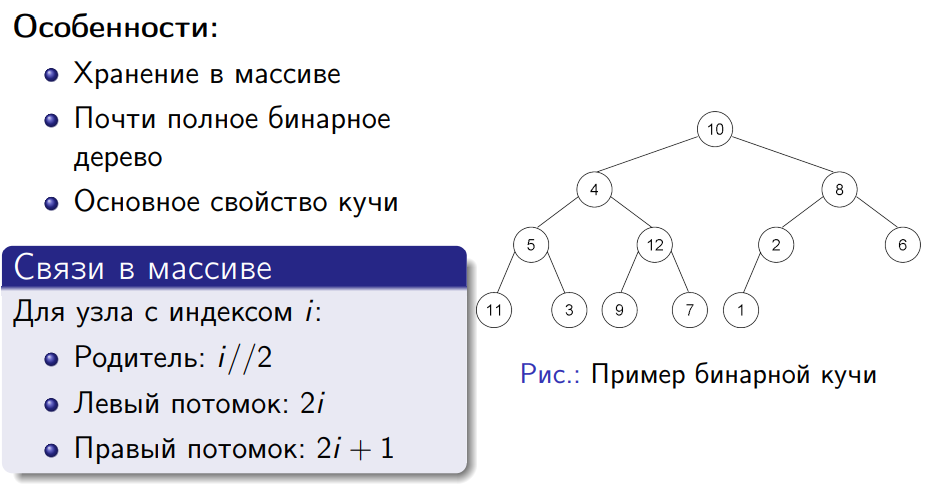 Особенности:
Хранение в массиве
Почти полное бинарное
дерево
Основное свойство кучи
Связи в массиве
Для узла с индексом i:
Родитель: i//2
Левый потомок: 2i
Правый потомок: 2i + 1
10
4 8
5 12 2 6
11 3 9 7 1
Рис.: Пример бинарной кучи